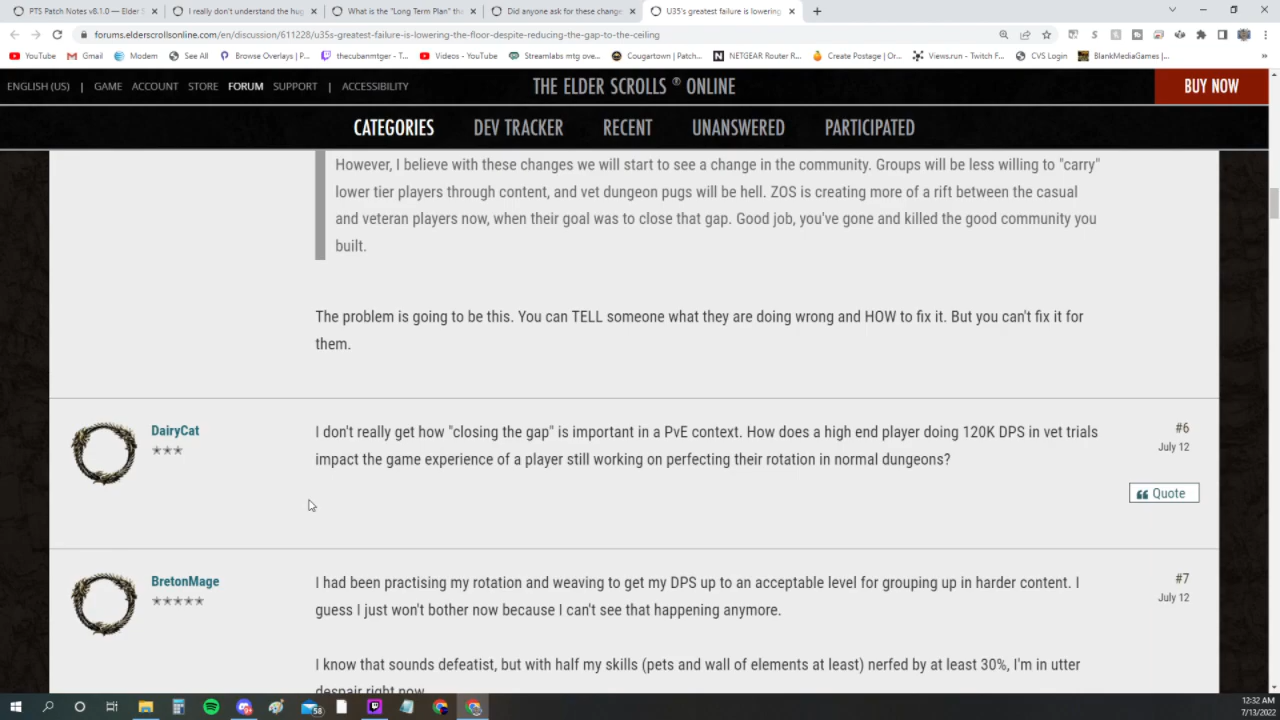 PTS Patch Notes v8.1.0 — Elder S
I really don't understand the hug
What is the "Long Term Plan" th
Did anyone ask for these change
U35's greatest failure is lowering
forums.elderscrollsonline.com/en/discussion/611228/u35s-greatest-failure-is-lowering-the-floor-despite-reducing-the-gap-to-the-ceiling
YouTube
Gmail
Modem
See All
Browse Overlays | P...
thecubanmtger - T...
Videos - YouTube
Streamlabs mtg ove...
Cougartown | Patch...
NETGEAR Router R...
Create Postage | Or...
Views.run - Twitch F...
CVS Login
BlankMediaGames |...
»
ENGLISH (US) | GAME ACCOUNT STORE FORUM SUPPORT | ACCESSIBILITY
THE ELDER SCROLLS ® ONLINE
BUY NOW
CATEGORIES DEV TRACKER RECENT UNANSWERED PARTICIPATED
However, I believe with these changes we will start to see a change in the community. Groups will be less willing to "carry"
lower tier players through content, and vet dungeon pugs will be hell. ZOS is creating more of a rift between the casual
and veteran players now, when their goal was to close that gap. Good job, you've gone and killed the good community you
built.
The problem is going to be this. You can TELL someone what they are doing wrong and HOW to fix it. But you can't fix it for
them.
DairyCat
I don't really get how "closing the gap" is important in a PvE context. How does a high end player doing 120K DPS in vet trials
impact the game experience of a player still working on perfecting their rotation in normal dungeons?
#6
July 12
Quote
BretonMage
I had been practising my rotation and weaving to get my DPS up to an acceptable level for grouping up in harder content. I
guess I just won't bother now because I can't see that happening anymore.
#7
July 12
I know that sounds defeatist, but with half my skills (pets and wall of elements at least) nerfed by at least 30%, I'm in utter
despair right now.
58
12:32 AM
7/13/2022